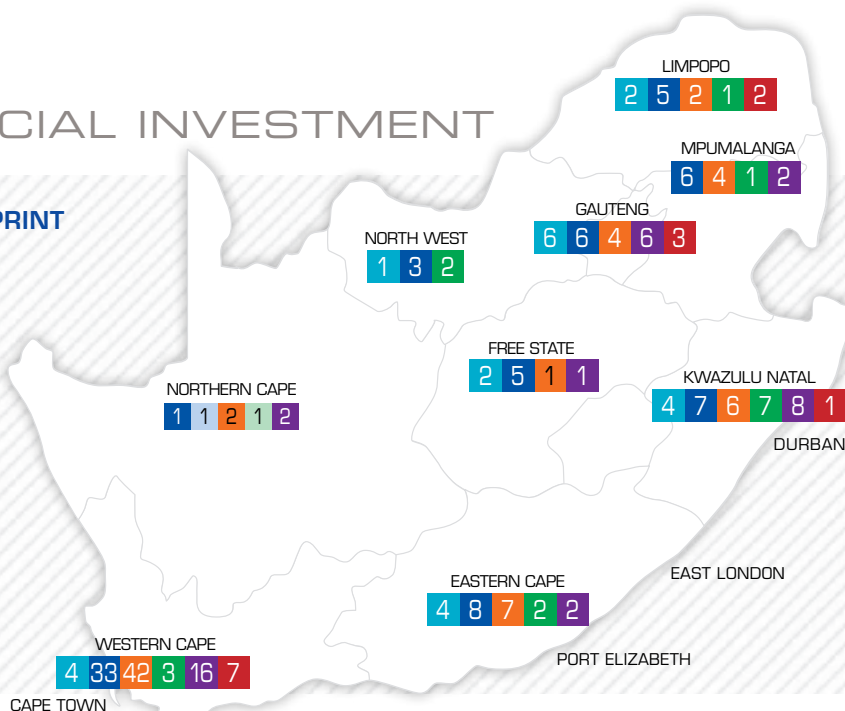 CIAL INVESTMENT
PRINT
LIMPOPO
2 5 2 1 2
MPUMALANGA
6 4 1 2
GAUTENG
6 6 4 6 3
NORTH WEST
1 3 2
FREE STATE
2 5 1 1
NORTHERN CAPE
1 1 2 1 2
KWAZULU NATAL
4 7 6 7 8 1
DURBAN
EAST LONDON
EASTERN CAPE
4 8 7 2 2
PORT ELIZABETH
WESTERN CAPE
4 33 42 3 16 7
CAPE TOWN